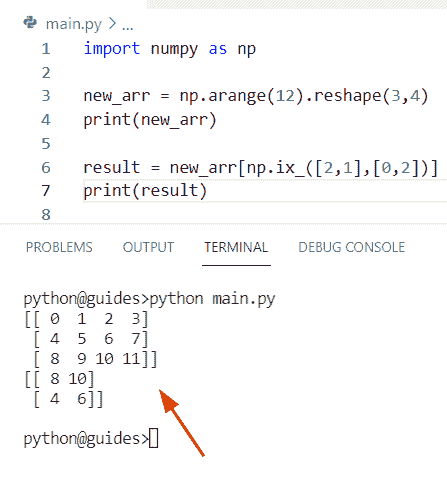 main.py > ...
1 import numpy as np
2
3 new_arr = np.arange(12).reshape(3,4)
4 print(new_arr)
5
6 result = new_arr[np.ix_([2,1],[0,2])]
7 print(result)
8
PROBLEMS OUTPUT TERMINAL DEBUG CONSOLE
python@guides>python main.py
[[ 0  1  2  3]
 [ 4  5  6  7]
 [ 8  9 10 11]]
[[ 8 10]
 [ 4  6]]
python@guides>